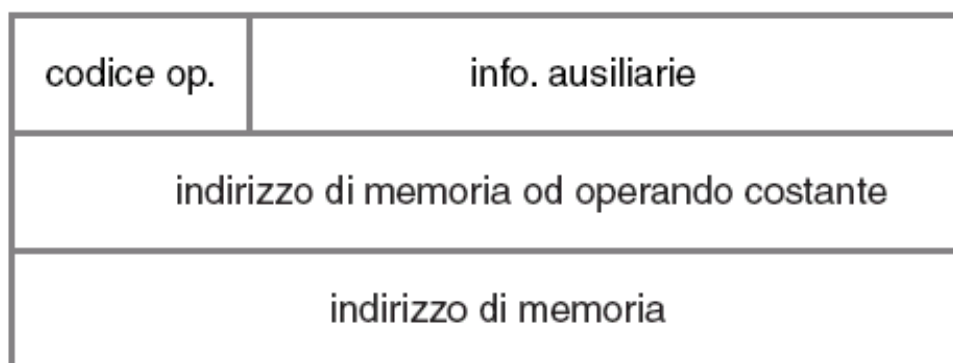 codice op. info. ausiliarie
indirizzo di memoria od operando costante
indirizzo di memoria